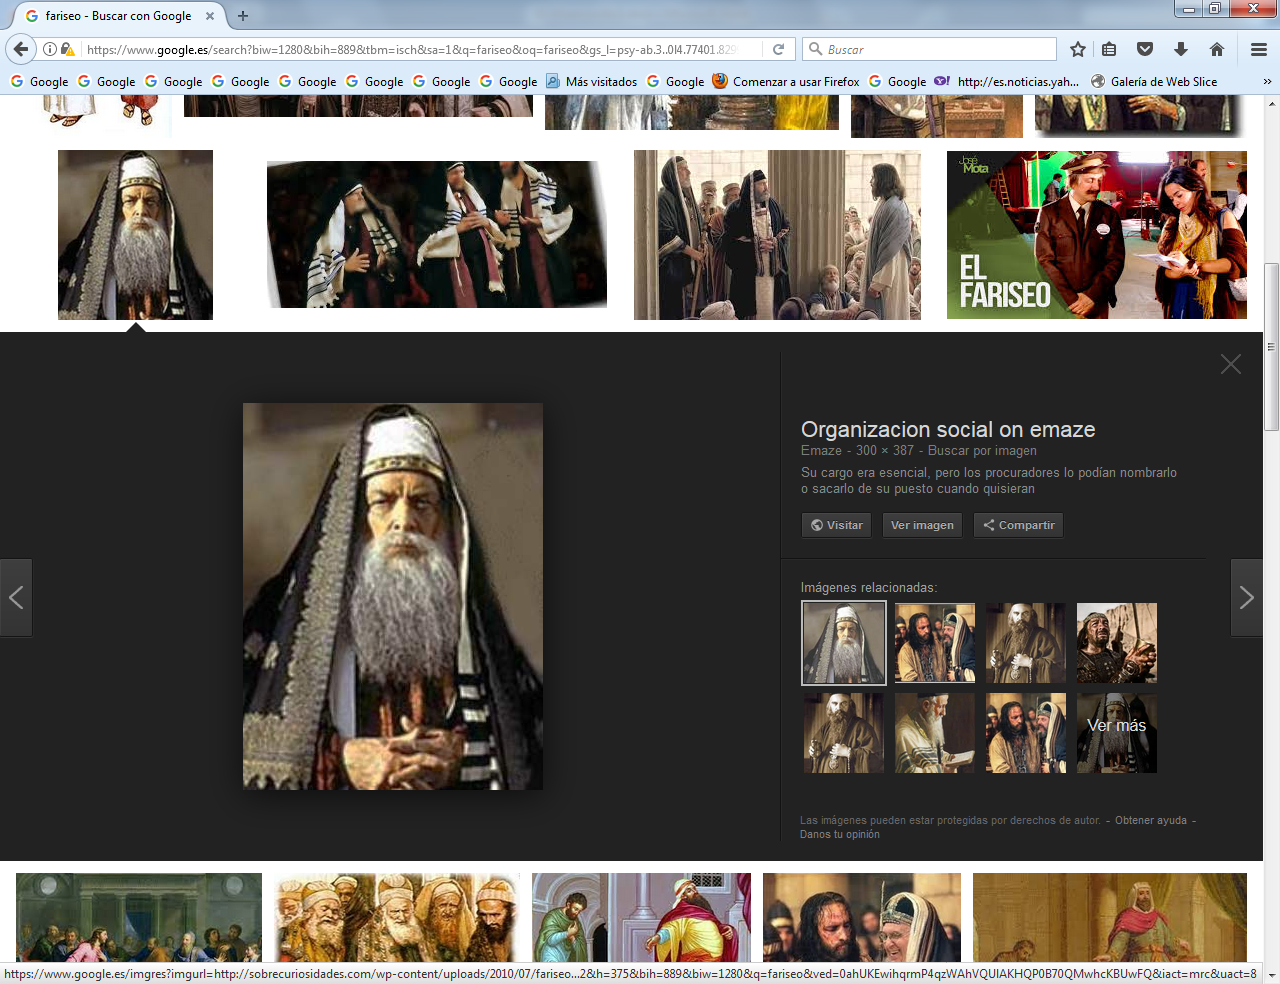 fariseo - Buscar con Google
https://www.google.es/search?biw=1280&bih=889&tbm=isch&sa=1&q=fariseo&oq=fariseo&gs_l=psy-ab.3..0l4.77401.829
Buscar
Google Google Google Google Google Google Google Google Más visitados Google Comenzar a usar Firefox Google http://es.noticias.yah... Galería de Web Slice »
José
Mota
EL
FARISEO
Organizacion social on emaze
Emaze - 300 × 387 - Buscar por imagen
Su cargo era esencial, pero los procuradores lo podían nombrarlo
o sacarlo de su puesto cuando quisieran
Visitar Ver imagen Compartir
Imágenes relacionadas:
Ver más
Las imágenes pueden estar protegidas por derechos de autor. - Obtener ayuda -
Danos tu opinión
https://www.google.es/imgres?imgurl=http://sobrecuriosidades.com/wp-content/uploads/2010/07/fariseo...2&h=375&bih=889&biw=1280&q=fariseo&ved=0ahUKEwihqrmP4qzWAhVQUIAKHQP0B70QMwhcKBUwFQ&iact=mrc&uact=8